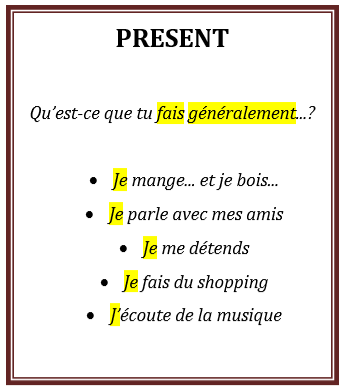 PRESENT
Qu’est-ce que tu fais généralement...?
• Je mange... et je bois...
• Je parle avec mes amis
• Je me détends
• Je fais du shopping
• J’écoute de la musique